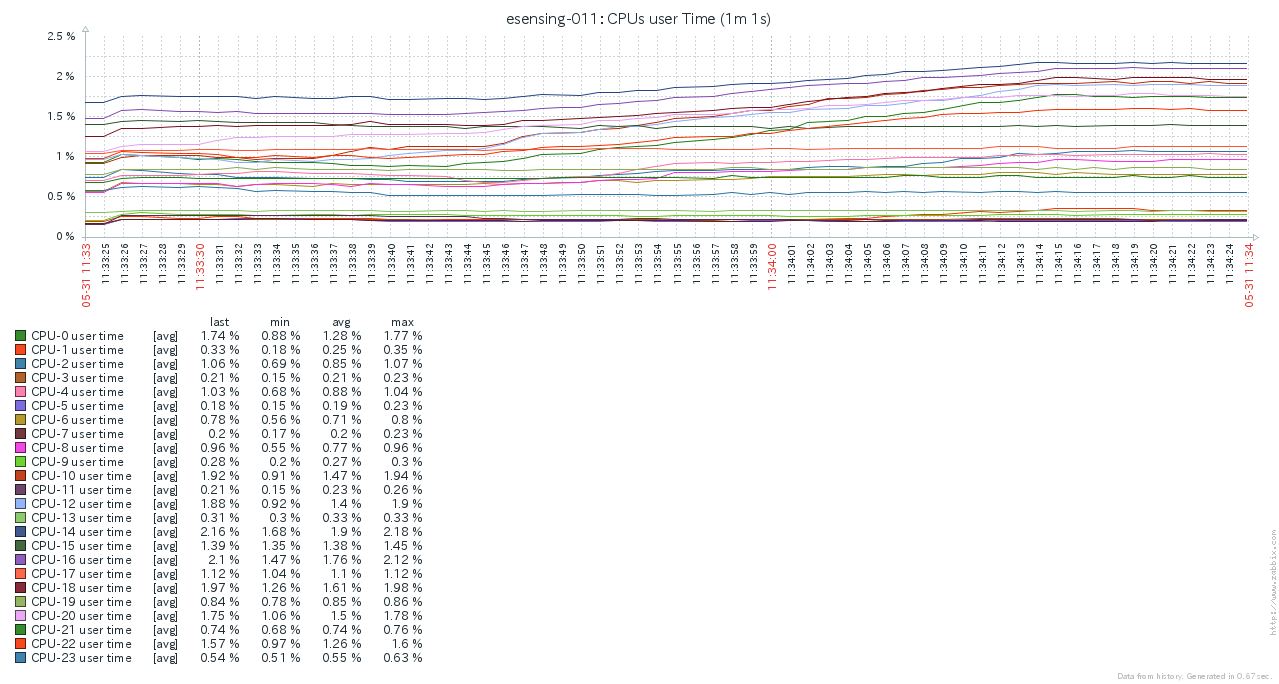 esensing-011: CPUs user Time (1m 1s)
2.5 %
2 %
1.5 %
1 %
0.5 %
0 %
05-31 11:33
11:33:25
11:33:26
11:33:27
11:33:28
11:33:29
11:33:30
11:33:31
11:33:32
11:33:33
11:33:34
11:33:35
11:33:36
11:33:37
11:33:38
11:33:39
11:33:40
11:33:41
11:33:42
11:33:43
11:33:44
11:33:45
11:33:46
11:33:47
11:33:48
11:33:49
11:33:50
11:33:51
11:33:52
11:33:53
11:33:54
11:33:55
11:33:56
11:33:57
11:33:58
11:33:59
11:34:00
11:34:01
11:34:02
11:34:03
11:34:04
11:34:05
11:34:06
11:34:07
11:34:08
11:34:09
11:34:10
11:34:11
11:34:12
11:34:13
11:34:14
11:34:15
11:34:16
11:34:17
11:34:18
11:34:19
11:34:20
11:34:21
11:34:22
11:34:23
11:34:24
05-31 11:34
last min avg max
CPU-0 user time [avg] 1.74 % 0.88 % 1.28 % 1.77 %
CPU-1 user time [avg] 0.33 % 0.18 % 0.25 % 0.35 %
CPU-2 user time [avg] 1.06 % 0.69 % 0.85 % 1.07 %
CPU-3 user time [avg] 0.21 % 0.15 % 0.21 % 0.23 %
CPU-4 user time [avg] 1.03 % 0.68 % 0.88 % 1.04 %
CPU-5 user time [avg] 0.18 % 0.15 % 0.19 % 0.23 %
CPU-6 user time [avg] 0.78 % 0.56 % 0.71 % 0.8 %
CPU-7 user time [avg] 0.2 % 0.17 % 0.2 % 0.23 %
CPU-8 user time [avg] 0.96 % 0.55 % 0.77 % 0.96 %
CPU-9 user time [avg] 0.28 % 0.2 % 0.27 % 0.3 %
CPU-10 user time [avg] 1.92 % 0.91 % 1.47 % 1.94 %
CPU-11 user time [avg] 0.21 % 0.15 % 0.23 % 0.26 %
CPU-12 user time [avg] 1.88 % 0.92 % 1.4 % 1.9 %
CPU-13 user time [avg] 0.31 % 0.3 % 0.33 % 0.33 %
CPU-14 user time [avg] 2.16 % 1.68 % 1.9 % 2.18 %
CPU-15 user time [avg] 1.39 % 1.35 % 1.38 % 1.45 %
CPU-16 user time [avg] 2.1 % 1.47 % 1.76 % 2.12 %
CPU-17 user time [avg] 1.12 % 1.04 % 1.1 % 1.12 %
CPU-18 user time [avg] 1.97 % 1.26 % 1.61 % 1.98 %
CPU-19 user time [avg] 0.84 % 0.78 % 0.85 % 0.86 %
CPU-20 user time [avg] 1.75 % 1.06 % 1.5 % 1.78 %
CPU-21 user time [avg] 0.74 % 0.68 % 0.74 % 0.76 %
CPU-22 user time [avg] 1.57 % 0.97 % 1.26 % 1.6 %
CPU-23 user time [avg] 0.54 % 0.51 % 0.55 % 0.63 %
http://www.zabbix.com
Data from history. Generated in 0.67 sec.